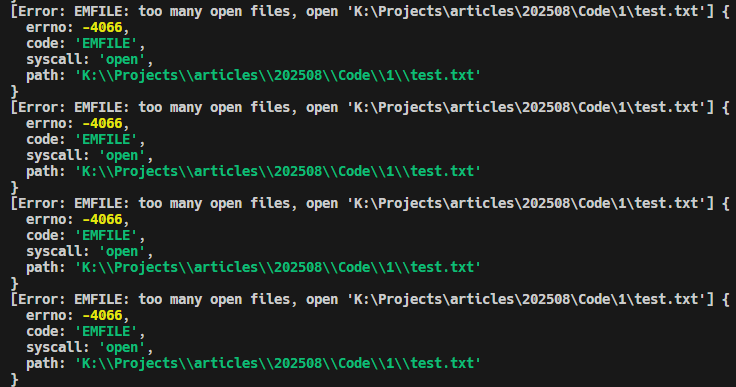 [Error: EMFILE: too many open files, open 'K:\Projects\articles\202508\Code\1\test.txt'] {
  errno: -4066,
  code: 'EMFILE',
  syscall: 'open',
  path: 'K:\\Projects\\articles\\202508\\Code\\1\\test.txt'
}
[Error: EMFILE: too many open files, open 'K:\Projects\articles\202508\Code\1\test.txt'] {
  errno: -4066,
  code: 'EMFILE',
  syscall: 'open',
  path: 'K:\\Projects\\articles\\202508\\Code\\1\\test.txt'
}
[Error: EMFILE: too many open files, open 'K:\Projects\articles\202508\Code\1\test.txt'] {
  errno: -4066,
  code: 'EMFILE',
  syscall: 'open',
  path: 'K:\\Projects\\articles\\202508\\Code\\1\\test.txt'
}
[Error: EMFILE: too many open files, open 'K:\Projects\articles\202508\Code\1\test.txt'] {
  errno: -4066,
  code: 'EMFILE',
  syscall: 'open',
  path: 'K:\\Projects\\articles\\202508\\Code\\1\\test.txt'
}